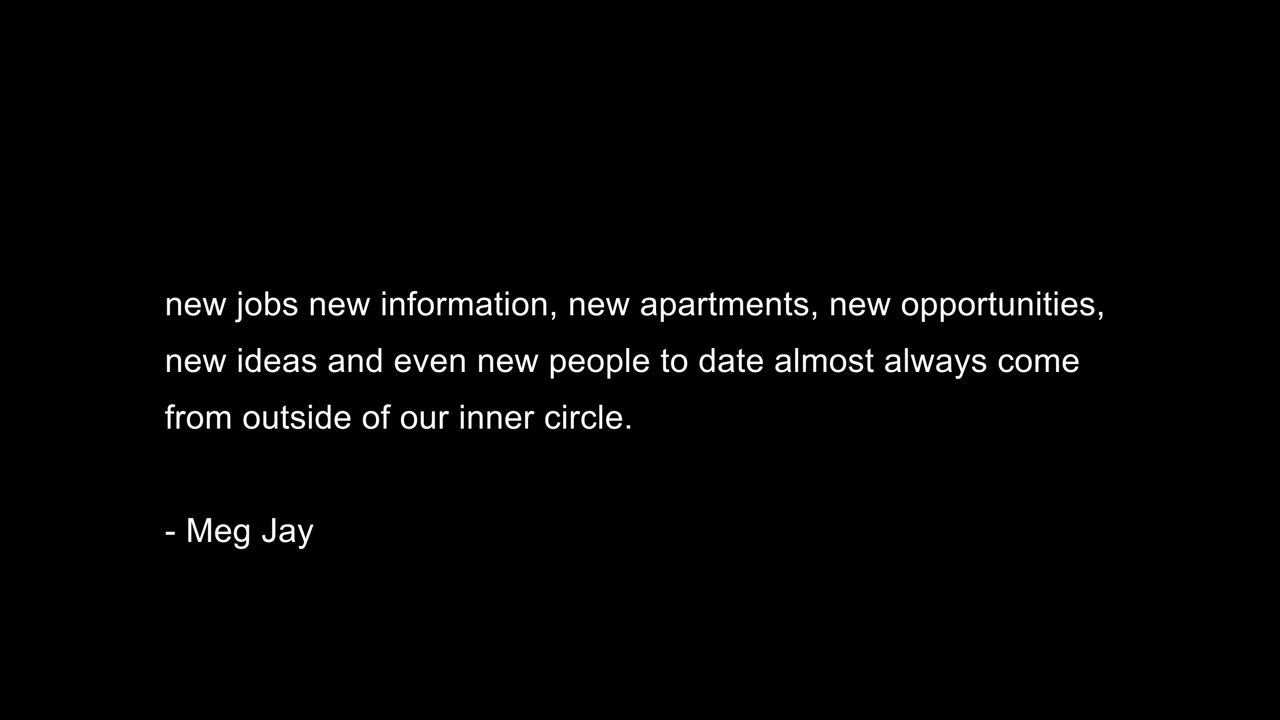 new jobs new information, new apartments, new opportunities,
new ideas and even new people to date almost always come
from outside of our inner circle.
- Meg Jay